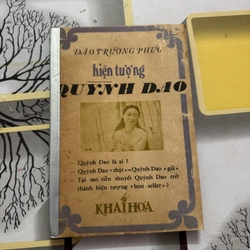 ĐÀO TRƯỜNG PHÚC
hiện tượng
QUỲNH DAO
— Quỳnh Dao là ai ?
— Quỳnh Dao «thật» — Quỳnh Dao «giả»
— Tại sao tiểu thuyết Quỳnh Dao trở
thành hiện tượng «best-seller» ?
KHAI HÓA